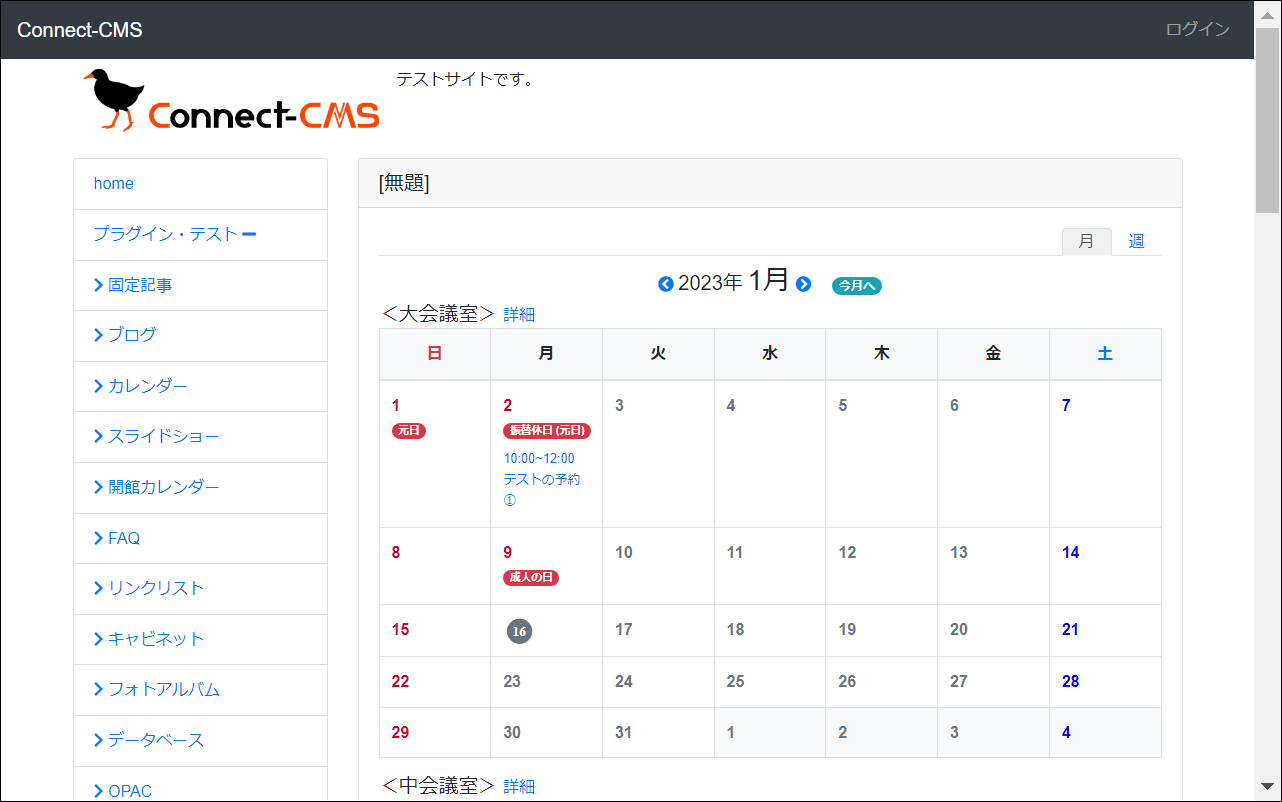 Connect-CMS
ログイン
Connect-CMS
テストサイトです。
home
プラグイン・テスト
固定記事
ブログ
カレンダー
スライドショー
開館カレンダー
FAQ
リンクリスト
キャビネット
フォトアルバム
データベース
OPAC
[無題]
月 週
2023年 1月 今月へ
＜大会議室＞ 詳細
日 月 火 水 木 金 土
1 2 3 4 5 6 7
元日 振替休日 (元日)
10:00~12:00
テストの予約
①
8 9 10 11 12 13 14
成人の日
15 16 17 18 19 20 21
22 23 24 25 26 27 28
29 30 31 1 2 3 4
＜中会議室＞ 詳細